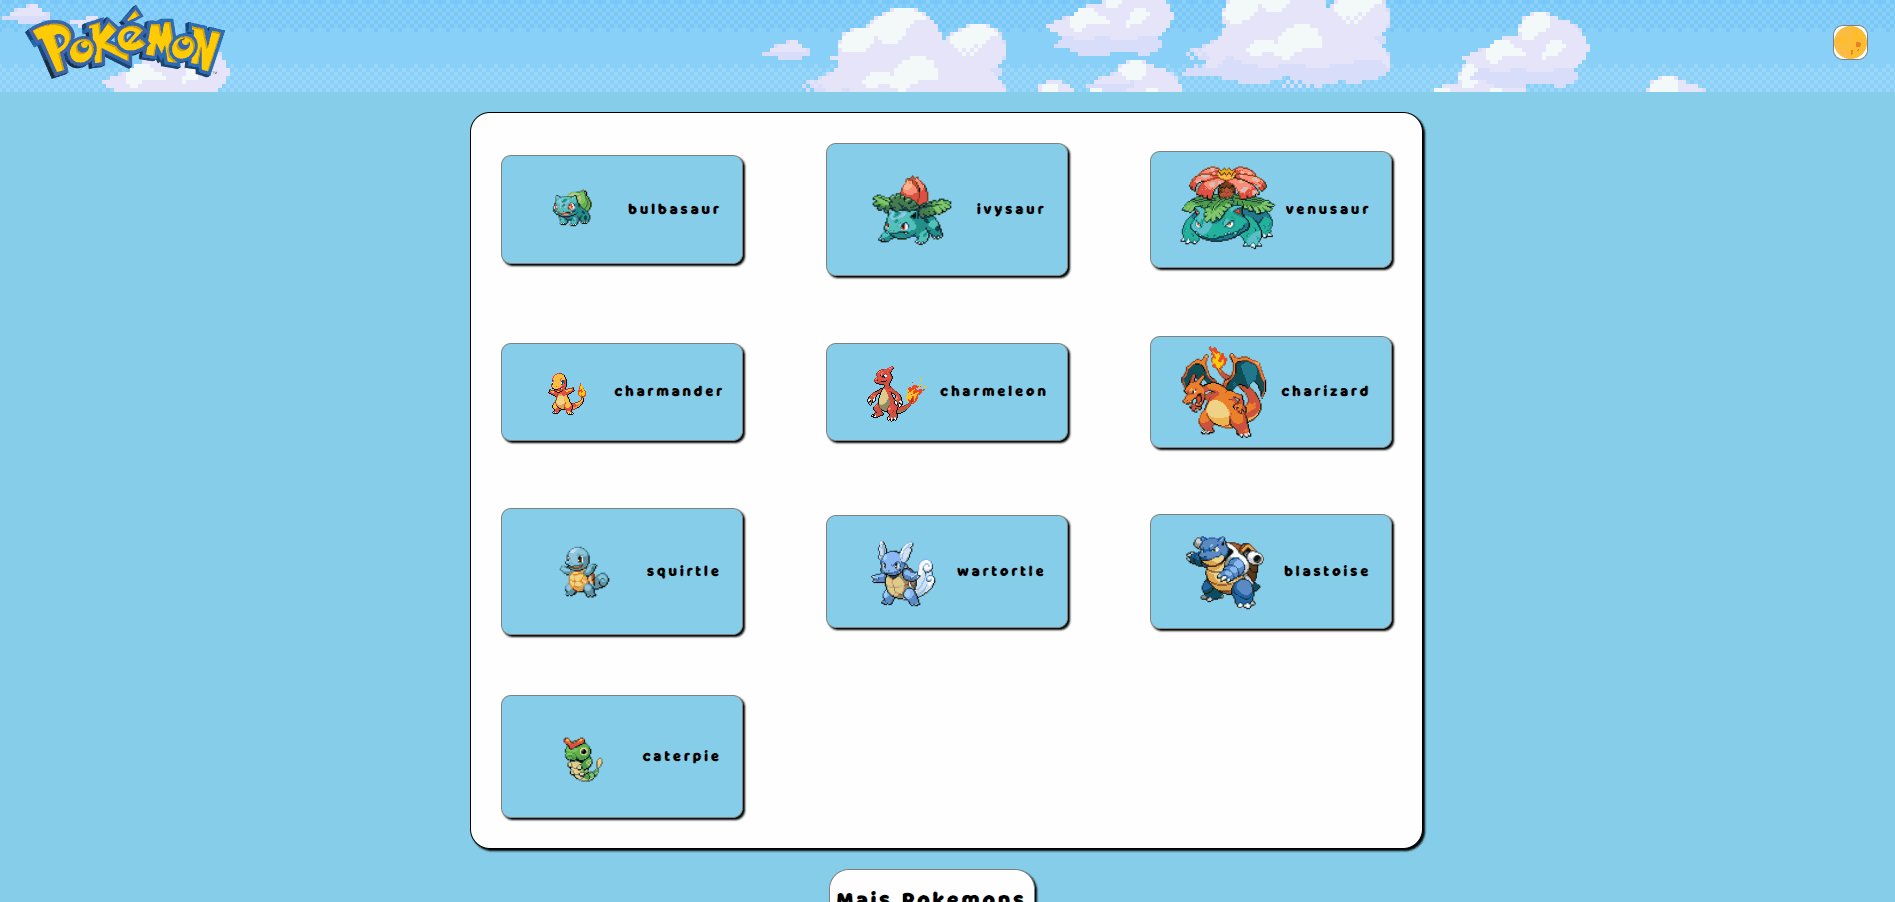 POKéMON
bulbasaur
ivysaur
venusaur
charmander
charmeleon
charizard
squirtle
wartortle
blastoise
caterpie
Mais Pokemons